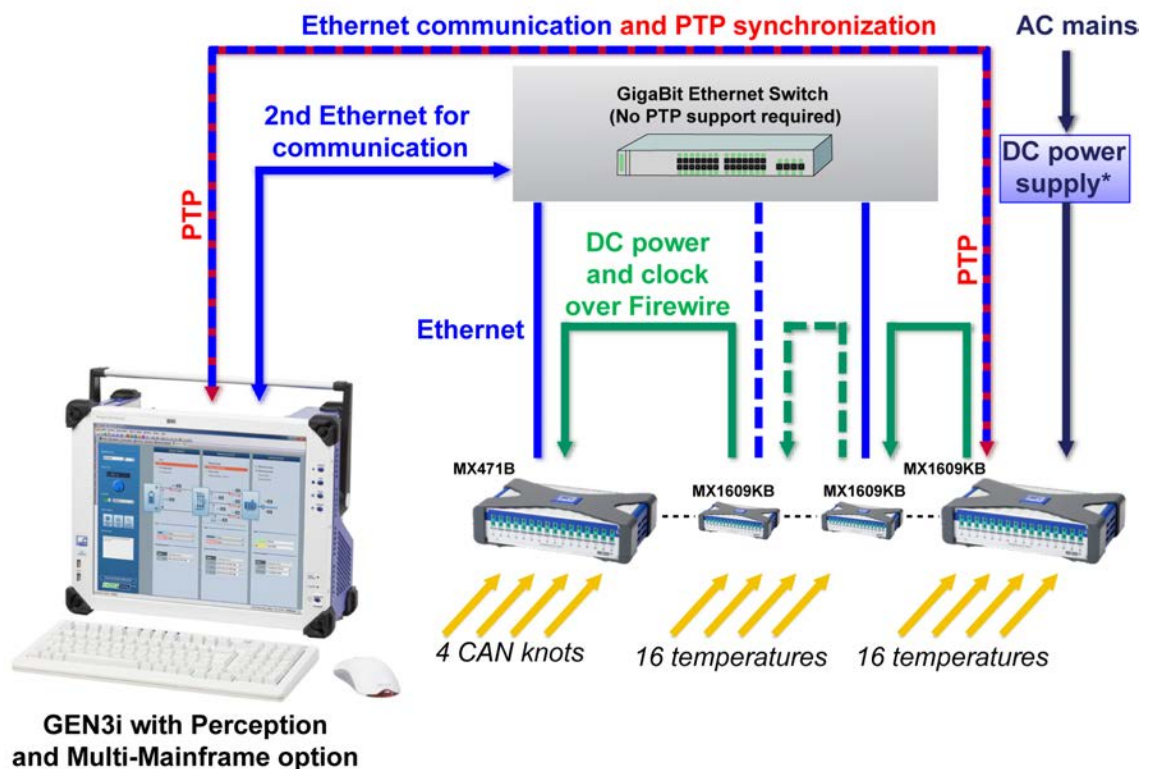 Ethernet communication and PTP synchronization
AC mains
GigaBit Ethernet Switch
(No PTP support required)
2nd Ethernet for
communication
DC power
supply*
PTP
PTP
DC power
and clock
over Firewire
Ethernet
MX471B
MX1609KB
MX1609KB
MX1609KB
4 CAN knots
16 temperatures
16 temperatures
GEN3i with Perception
and Multi-Mainframe option